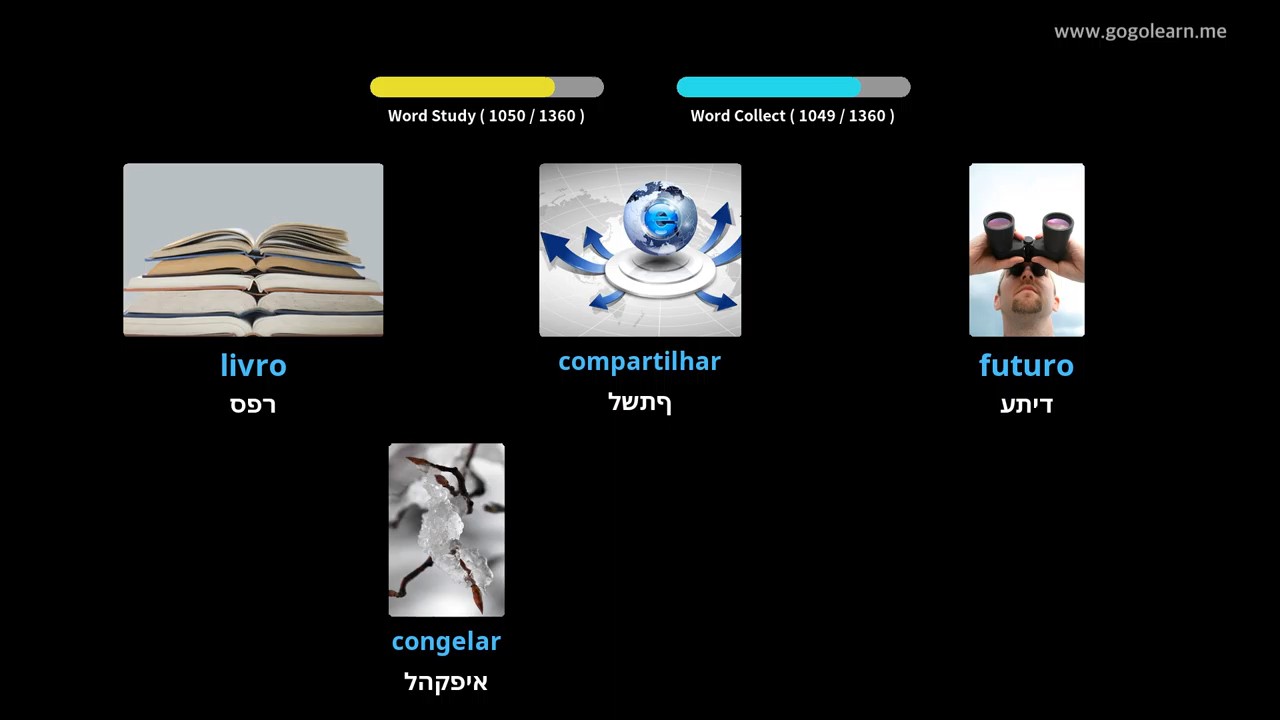 www.gogolearn.me
Word Study ( 1050 / 1360 )
Word Collect ( 1049 / 1360 )
livro
ספר
compartilhar
לשתף
futuro
עתיד
congelar
להקפיא